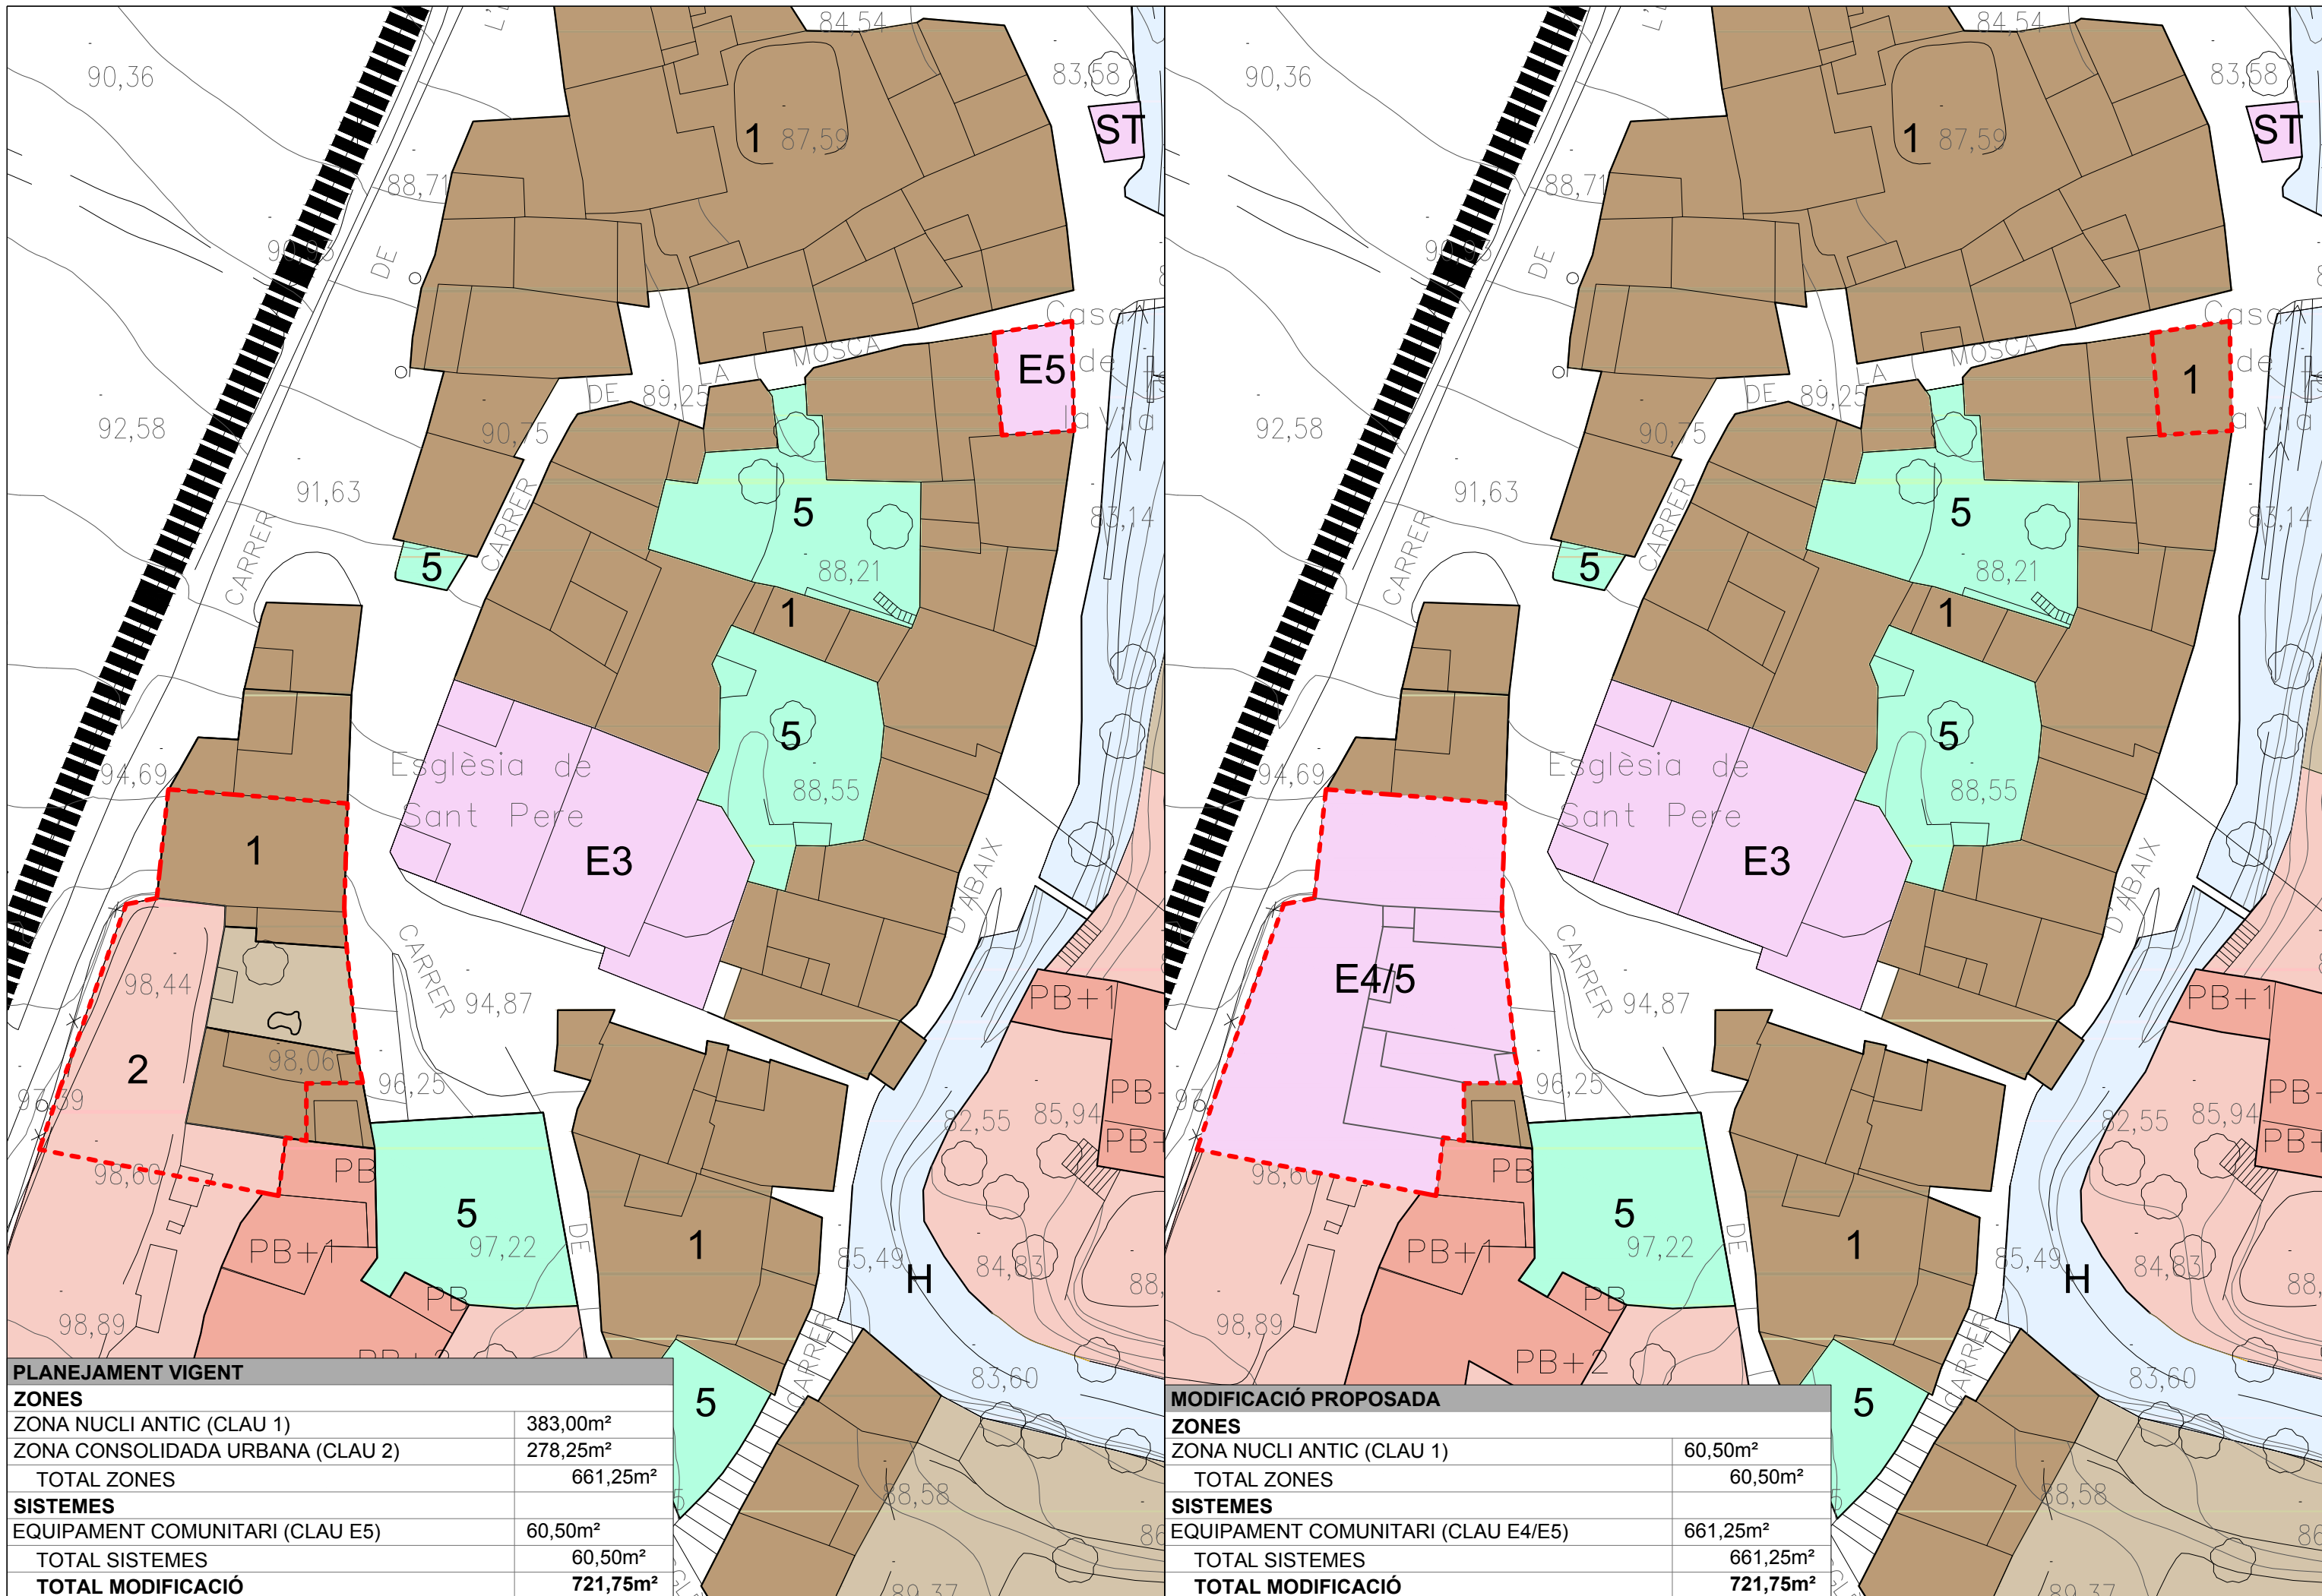 84,54
90,36
83,58
ST
1
87,59
88,71
90,93
DE
Casa
MOSCA
E5
de
LA
DE
89,25
la Vila
92,58
90,75
91,63
5
83,14
CARRER
CARRER
5
88,21
1
5
94,69
Església de
Sant Pere
88,55
1
E3
D'ABAIX
98,44
CARRER
94,87
PB+1
2
98,06
96,25
82,55
85,94
98,60
PB
5
97,22
PB+1
DE
1
85,49
H
84,83
PB
98,89
83,60
CARRER
5
88,58
89,37
PLANEJAMENT VIGENT
ZONES
ZONA NUCLI ANTIC (CLAU 1) 383,00m²
ZONA CONSOLIDADA URBANA (CLAU 2) 278,25m²
TOTAL ZONES 661,25m²
SISTEMES
EQUIPAMENT COMUNITARI (CLAU E5) 60,50m²
TOTAL SISTEMES 60,50m²
TOTAL MODIFICACIÓ 721,75m²
84,54
90,36
83,58
ST
1
87,59
88,71
90,93
DE
Casa
MOSCA
1
de
LA
DE
89,25
la Vila
92,58
90,75
91,63
5
83,14
CARRER
CARRER
5
88,21
1
5
94,69
Església de
Sant Pere
88,55
E3
D'ABAIX
E4/5
CARRER
94,87
PB+1
96,25
82,55
85,94
98,60
PB
5
97,22
PB+1
DE
1
85,49
H
84,83
PB
98,89
PB+2
83,60
CARRER
5
88,58
89,37
MODIFICACIÓ PROPOSADA
ZONES
ZONA NUCLI ANTIC (CLAU 1) 60,50m²
TOTAL ZONES 60,50m²
SISTEMES
EQUIPAMENT COMUNITARI (CLAU E4/E5) 661,25m²
TOTAL SISTEMES 661,25m²
TOTAL MODIFICACIÓ 721,75m²